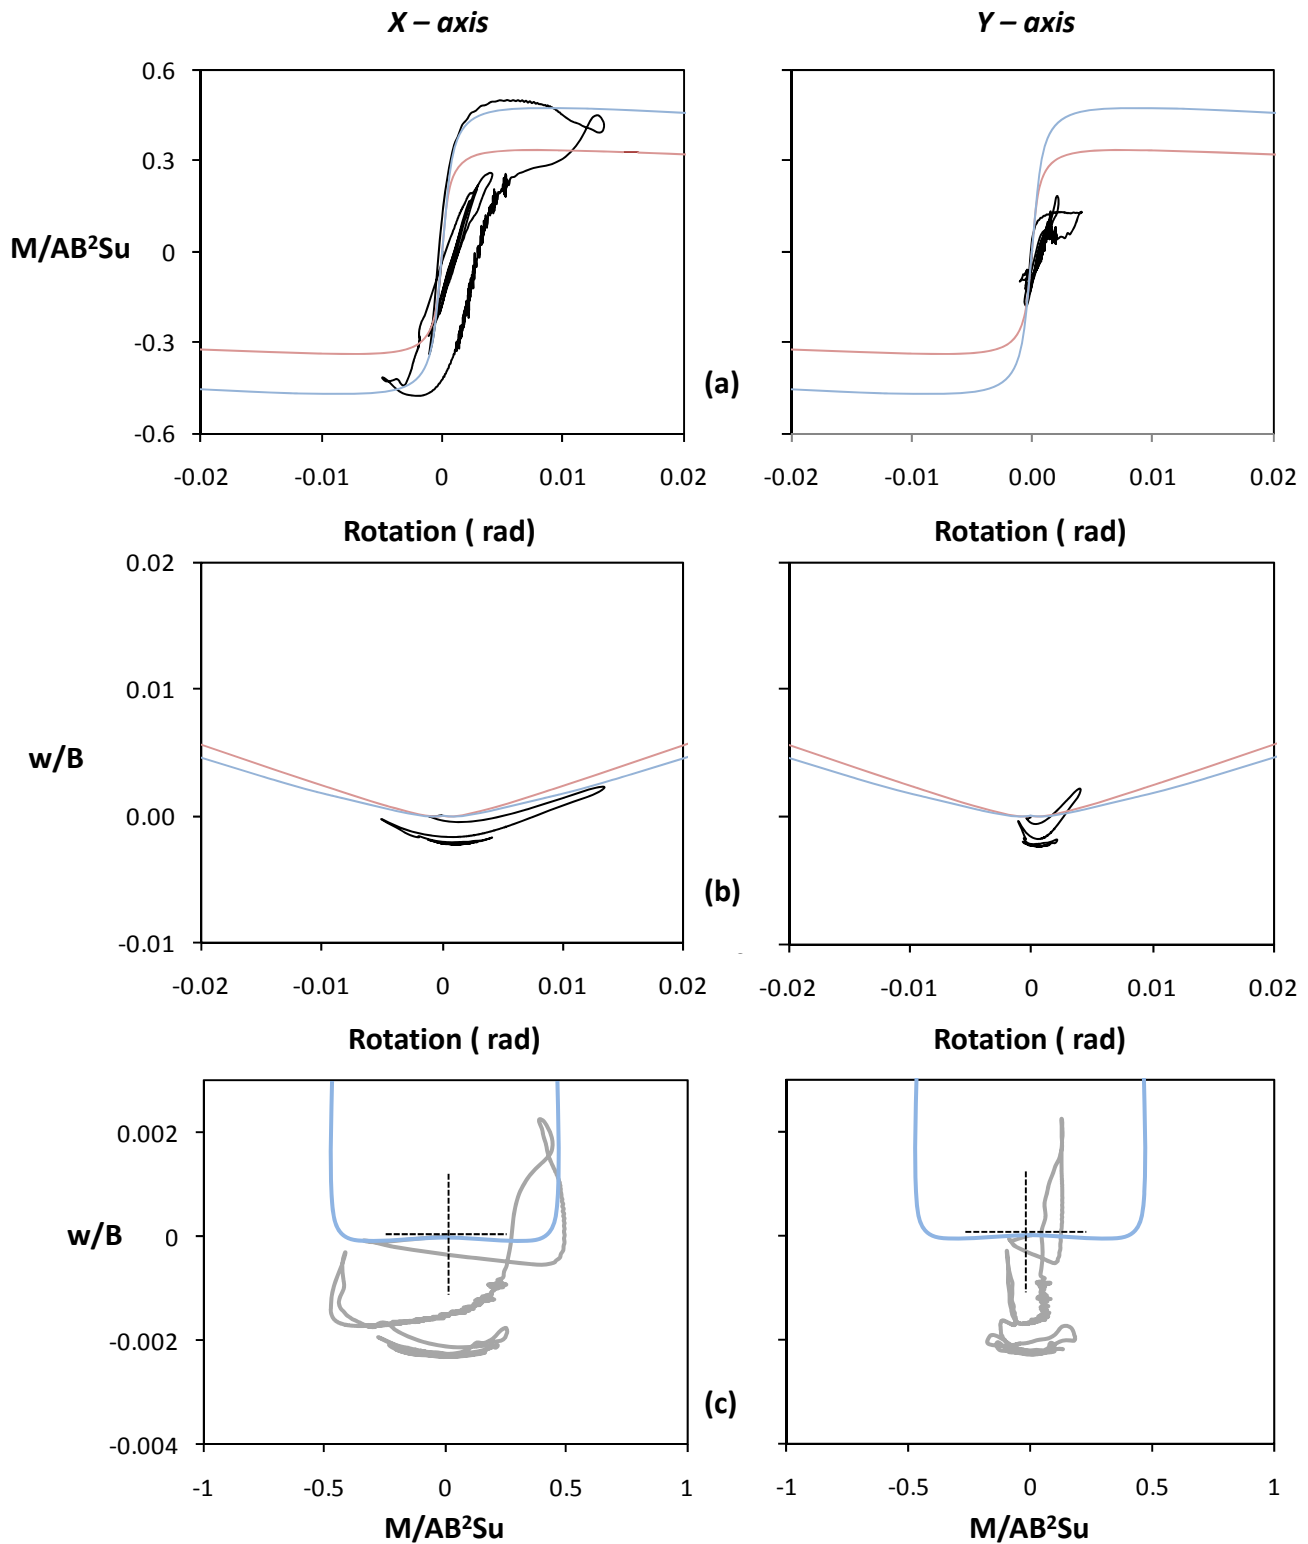 X – axis
Y – axis
0.6
0.3
M/AB²Su
0
-0.3
(a)
-0.6
-0.02 -0.01 0 0.01 0.02
-0.02 -0.01 0.00 0.01 0.02
Rotation ( rad)
Rotation ( rad)
0.02
0.01
w/B
0.00
(b)
-0.01
-0.02 -0.01 0 0.01 0.02
-0.02 -0.01 0 0.01 0.02
Rotation ( rad)
Rotation ( rad)
0.002
w/B
0
-0.002
(c)
-0.004
-1 -0.5 0 0.5 1
-1 -0.5 0 0.5 1
M/AB²Su
M/AB²Su